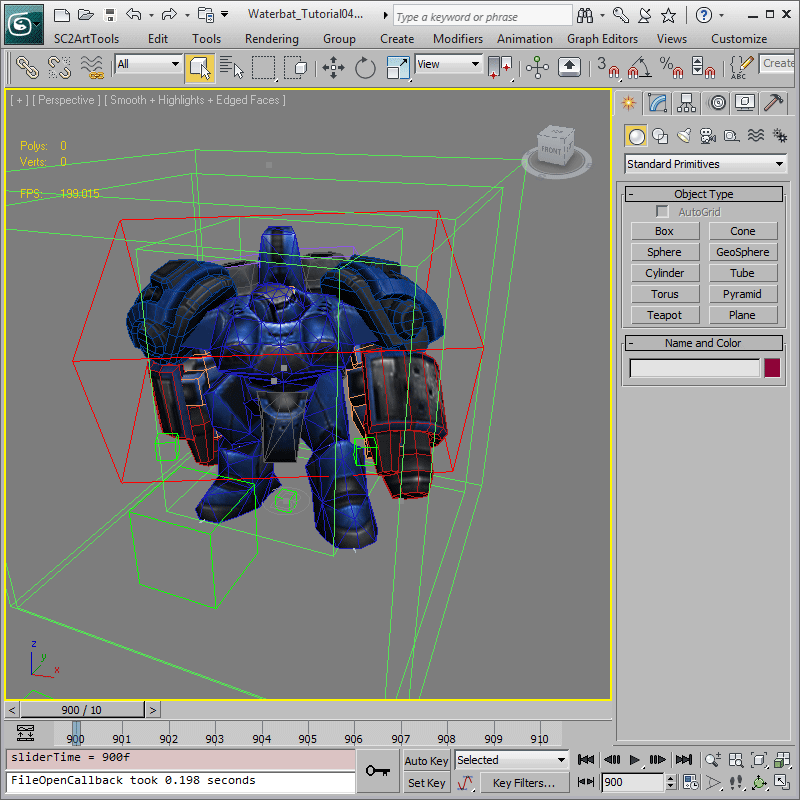 Waterbat_Tutorial04...
Type a keyword or phrase
SC2ArtTools Edit Tools Rendering Group Create Modifiers Animation Graph Editors Views Customize
All
View
3
%
ABC
Create
[ + ] [ Perspective ] [ Smooth + Highlights + Edged Faces ]
Polys: 0
Verts: 0
FPS: 199.015
FRONT
Standard Primitives
- Object Type
AutoGrid
Box Cone
Sphere GeoSphere
Cylinder Tube
Torus Pyramid
Teapot Plane
- Name and Color
z
y
x
< 900 / 10 >
900 901 902 903 904 905 906 907 908 909 910
sliderTime = 900f
FileOpenCallback took 0.198 seconds
Auto Key Selected
Set Key Key Filters...
900